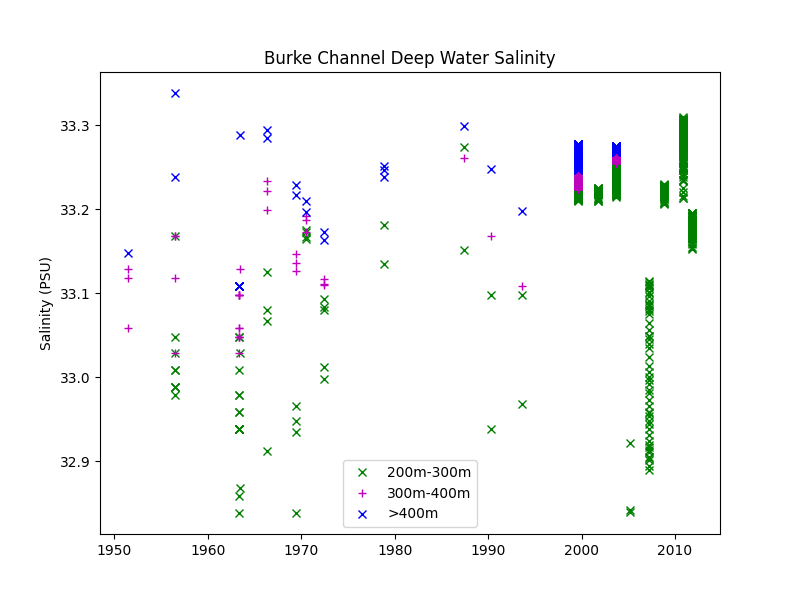 Burke Channel Deep Water Salinity
Salinity (PSU)
33.3
33.2
33.1
33.0
32.9
200m-300m
300m-400m
>400m
1950 1960 1970 1980 1990 2000 2010